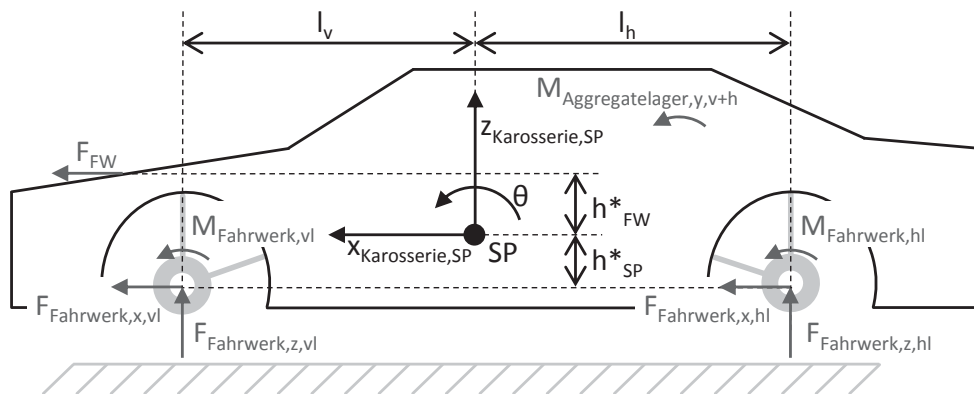 l_v
l_h
M_Aggregatelager,y,v+h
z_Karosserie,SP
F_FW
θ
h*_FW
M_Fahrwerk,vl
M_Fahrwerk,hl
x_Karosserie,SP
SP
h*_SP
F_Fahrwerk,x,vl
F_Fahrwerk,x,hl
F_Fahrwerk,z,vl
F_Fahrwerk,z,hl